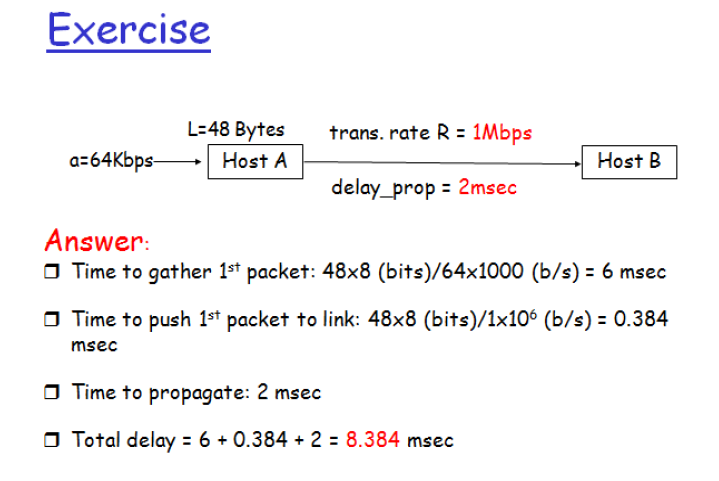 Exercise
L=48 Bytes
trans. rate R = 1Mbps
a=64Kbps
Host A
Host B
delay_prop = 2msec
Answer:
Time to gather 1st packet: 48x8 (bits)/64x1000 (b/s) = 6 msec
Time to push 1st packet to link: 48x8 (bits)/1x10⁶ (b/s) = 0.384
msec
Time to propagate: 2 msec
Total delay = 6 + 0.384 + 2 = 8.384 msec